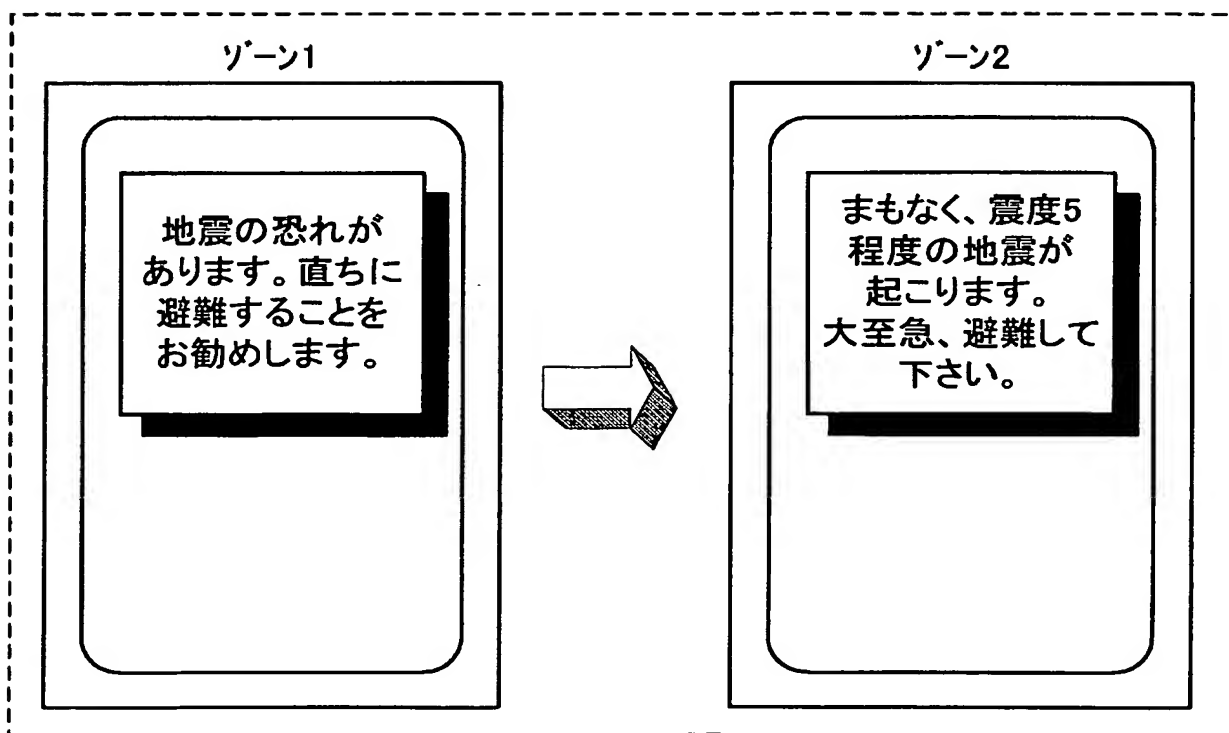 ゾーン1
地震の恐れが
あります。直ちに
避難することを
お勧めします。
ゾーン2
まもなく、震度5
程度の地震が
起こります。
大至急、避難して
下さい。